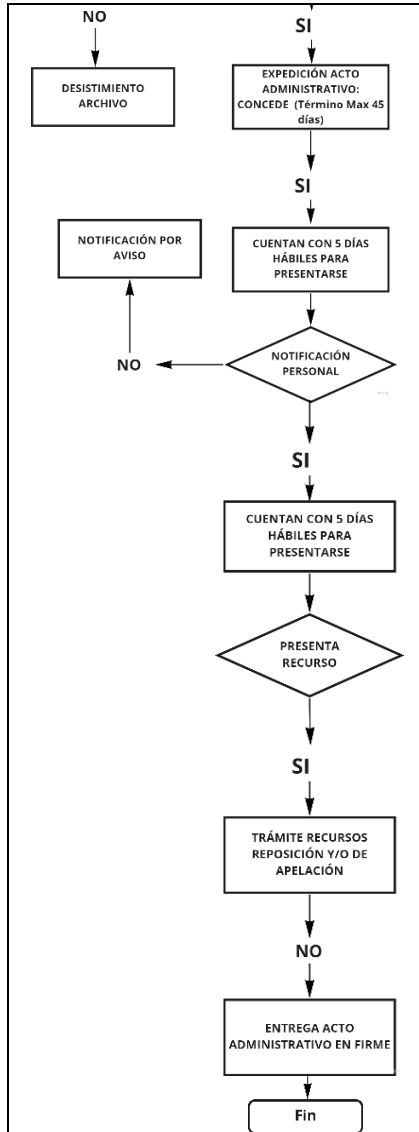 NO
SI
DESISTIMIENTO
ARCHIVO
EXPEDICIÓN ACTO
ADMINISTRATIVO:
CONCEDE (Término Max 45
días)
SI
NOTIFICACIÓN POR
AVISO
CUENTAN CON 5 DÍAS
HÁBILES PARA
PRESENTARSE
NOTIFICACIÓN
PERSONAL
NO
SI
CUENTAN CON 5 DÍAS
HÁBILES PARA
PRESENTARSE
PRESENTA
RECURSO
SI
TRÁMITE RECURSOS
REPOSICIÓN Y/O DE
APELACIÓN
NO
ENTREGA ACTO
ADMINISTRATIVO EN FIRME
Fin